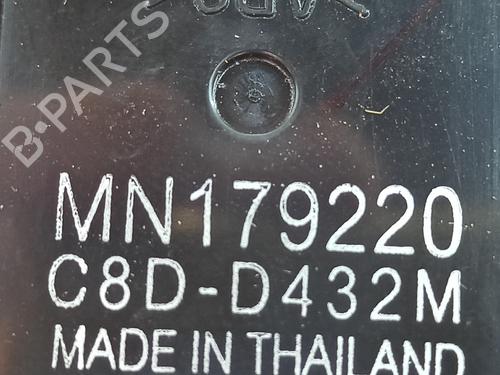 B-PARTS
MN179220
C8D-D432M
MADE IN THAILAND